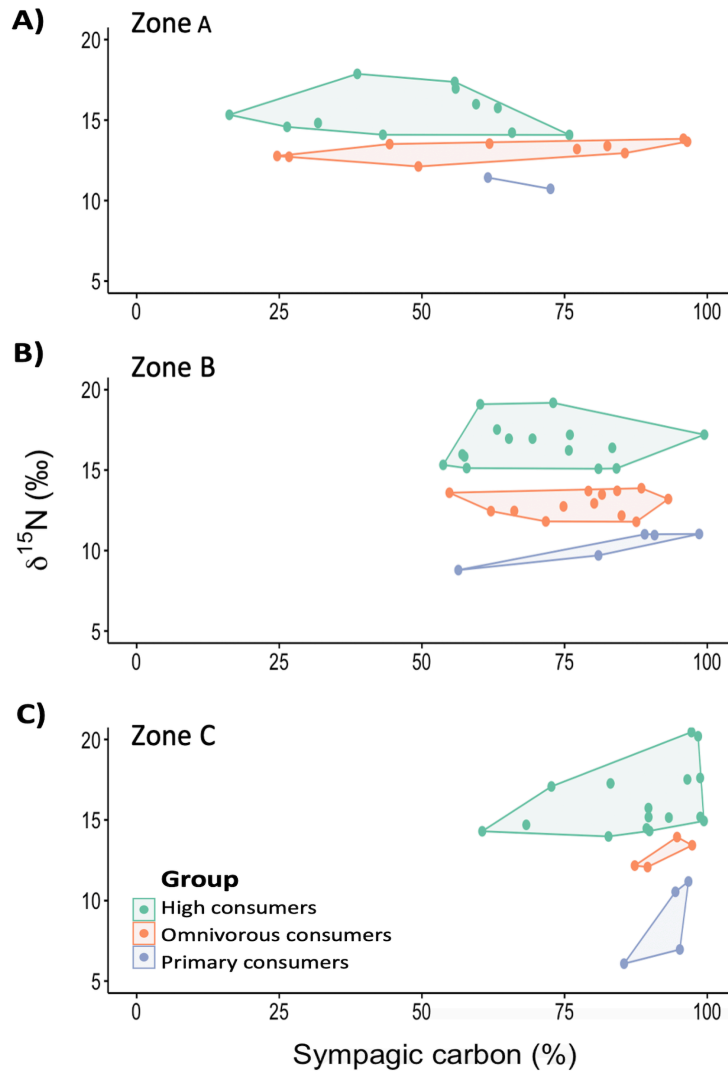 A)
Zone A
20
15
10
5
0 25 50 75 100
B)
Zone B
20
15
10
5
0 25 50 75 100
δ15N (‰)
C)
Zone C
20
15
10
5
Group
High consumers
Omnivorous consumers
Primary consumers
0 25 50 75 100
Sympagic carbon (%)